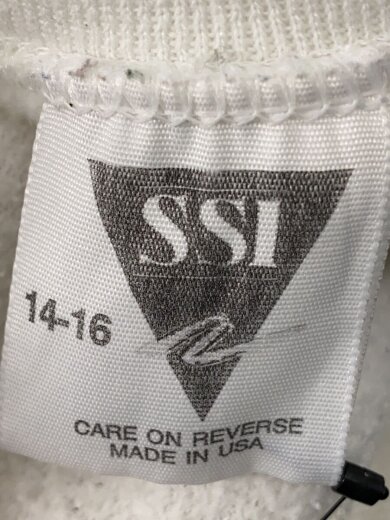 SSI
14-16
CARE ON REVERSE
MADE IN USA